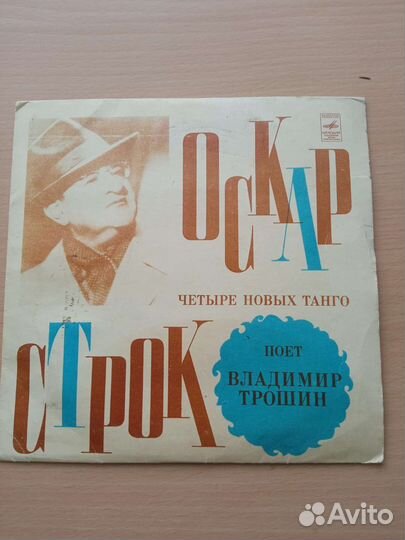 ОСКАР
ЧЕТЫРЕ НОВЫХ ТАНГО
СТРОК
ПОЕТ
ВЛАДИМИР
ТРОШИН
Avito